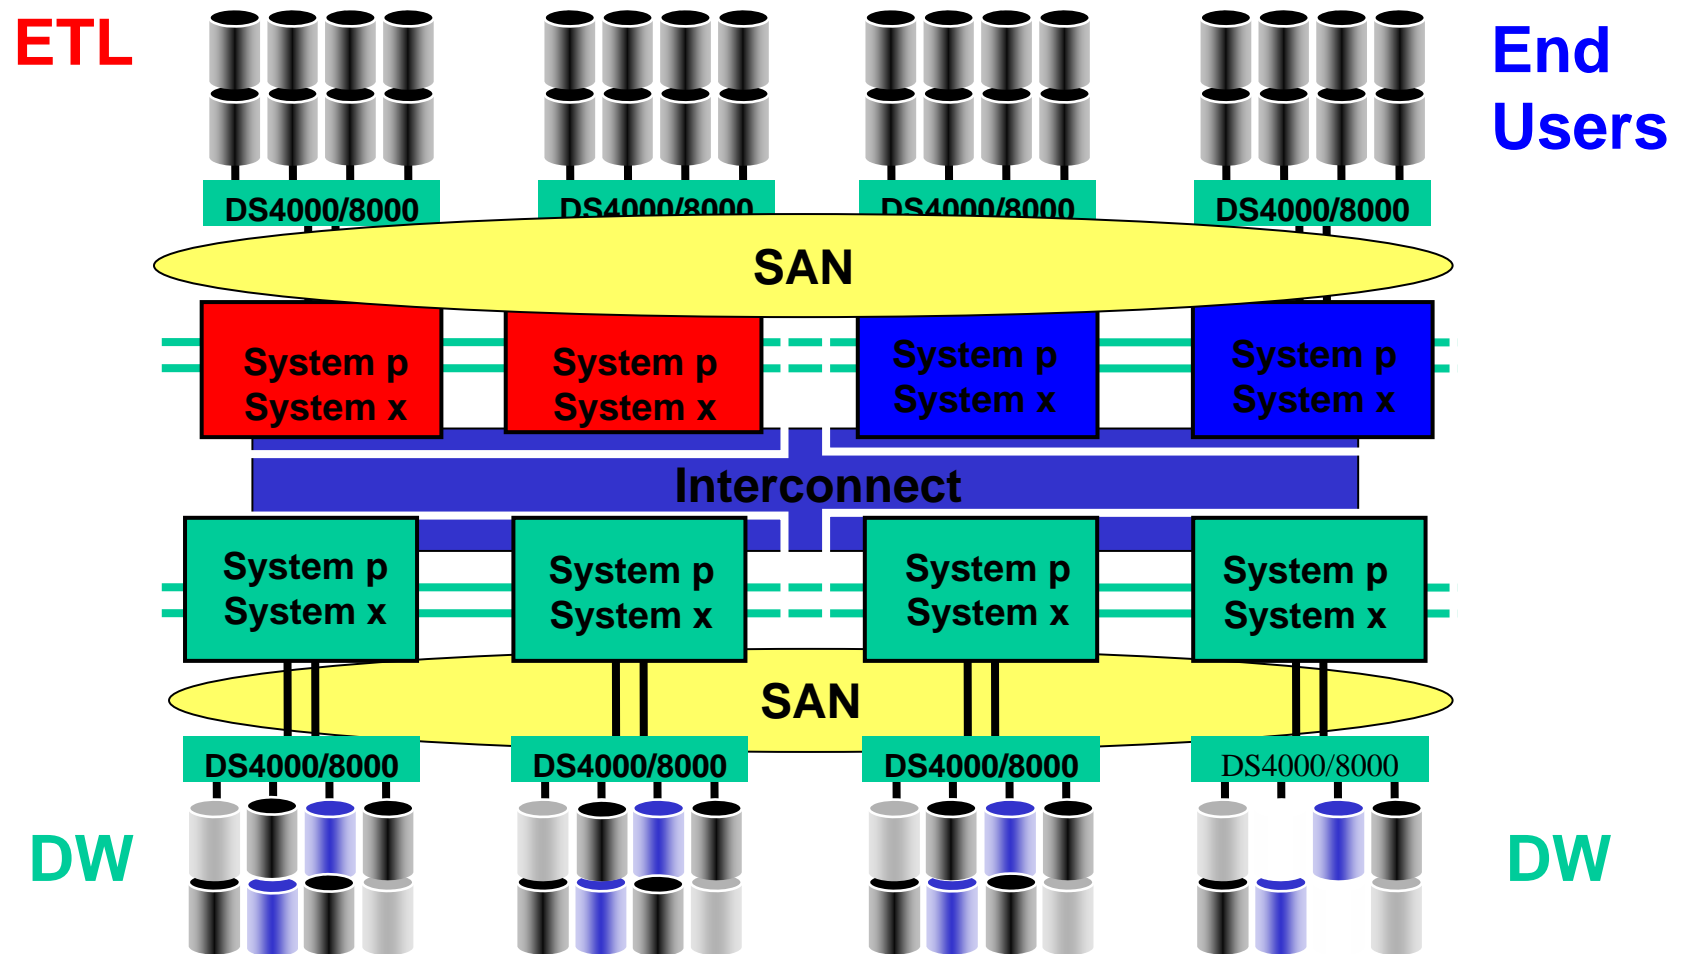 ETL
End
Users
DS4000/8000
DS4000/8000
DS4000/8000
DS4000/8000
SAN
System p
System x
System p
System x
System p
System x
System p
System x
Interconnect
System p
System x
System p
System x
System p
System x
System p
System x
SAN
DS4000/8000
DS4000/8000
DS4000/8000
DS4000/8000
DW
DW